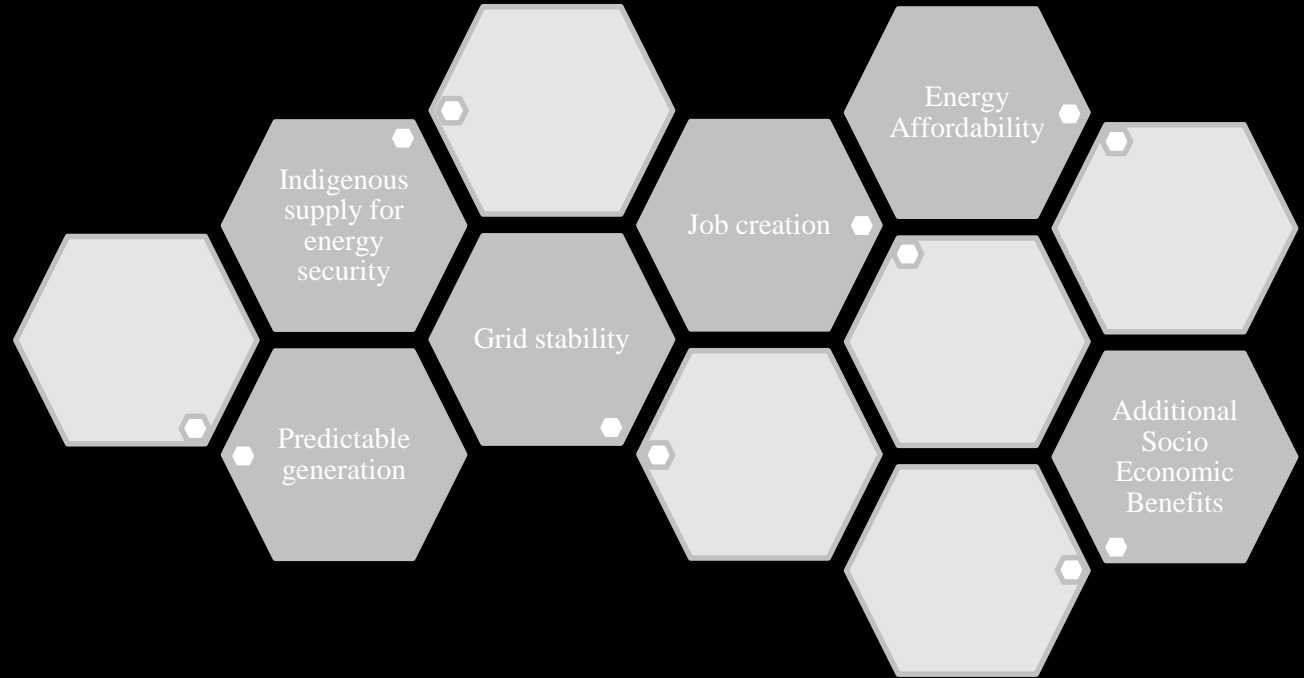 Indigenous
supply for
energy
security
Predictable
generation
Grid stability
Job creation
Energy
Affordability
Additional
Socio
Economic
Benefits